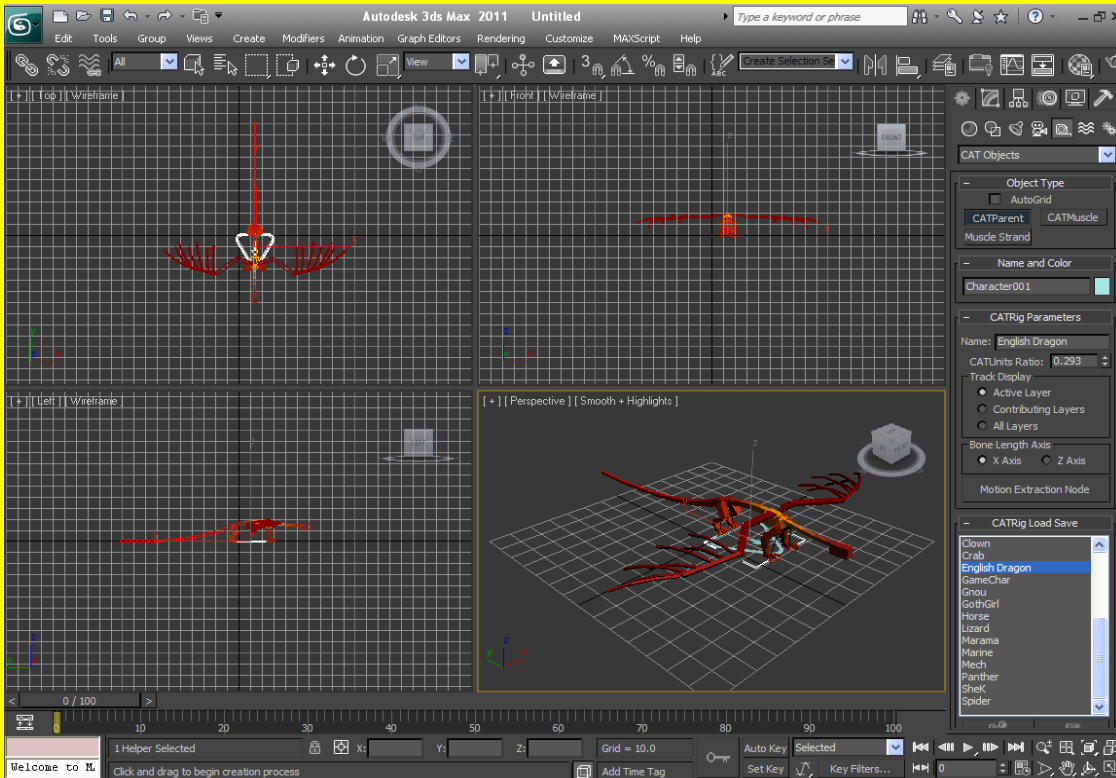 Autodesk 3ds Max 2011 Untitled
Type a keyword or phrase
Edit Tools Group Views Create Modifiers Animation Graph Editors Rendering Customize MAXScript Help
All
View
3
ABC
Create Selection Se
[ + ] [ Top ] [ Wireframe ]
TOP
[ + ] [ Front ] [ Wireframe ]
FRONT
[ + ] [ Left ] [ Wireframe ]
LEFT
[ + ] [ Perspective ] [ Smooth + Highlights ]
CAT Objects
Object Type
AutoGrid
CATParent CATMuscle
Muscle Strand
Name and Color
Character001
CATRig Parameters
Name: English Dragon
CATUnits Ratio: 0.293
Track Display
Active Layer
Contributing Layers
All Layers
Bone Length Axis
X Axis Z Axis
Motion Extraction Node
CATRig Load Save
Clown
Crab
English Dragon
GameChar
Gnou
GothGirl
Horse
Lizard
Marama
Marine
Mech
Panther
SheK
Spider
0 / 100
0 10 20 30 40 50 60 70 80 90 100
1 Helper Selected X: Y: Z: Grid = 10.0 Auto Key Selected
Welcome to M. Click and drag to begin creation process Add Time Tag Set Key Key Filters... 0